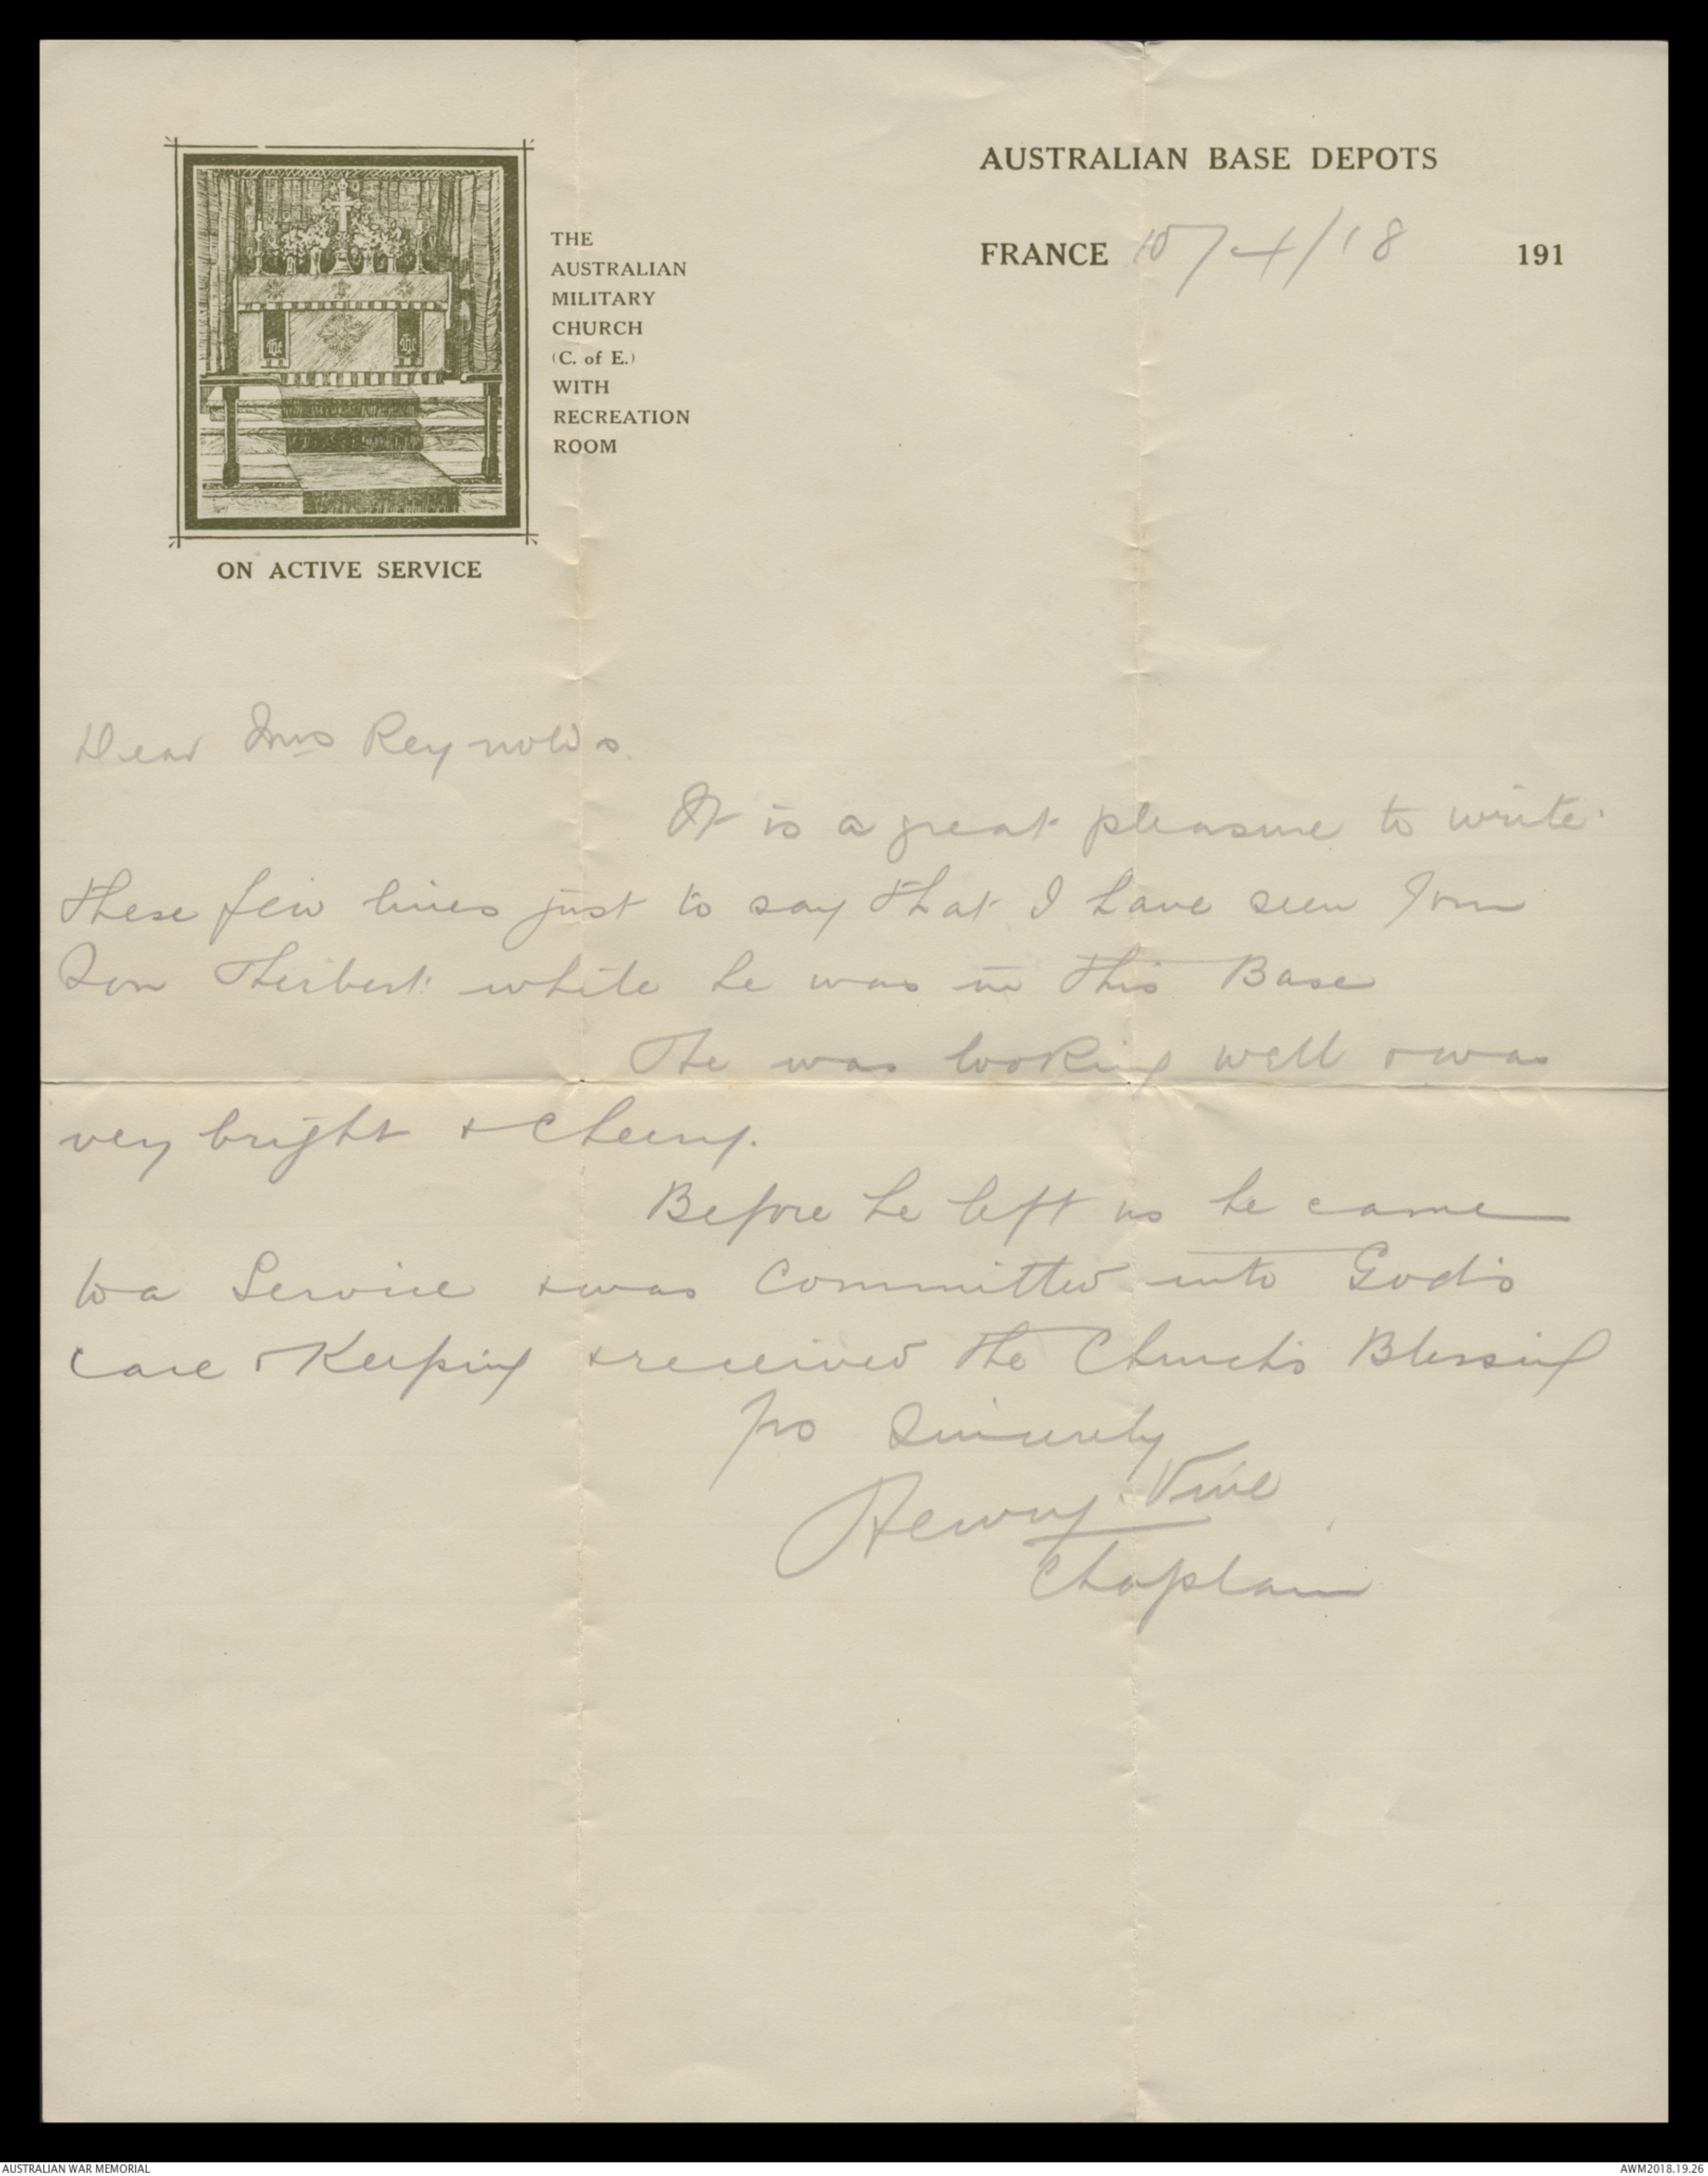 AUSTRALIAN BASE DEPOTS
FRANCE 10/4/18 191
THE
AUSTRALIAN
MILITARY
CHURCH
(C. of E.)
WITH
RECREATION
ROOM
ON ACTIVE SERVICE
Dear Mrs Reynolds.
It is a great pleasure to write
these few lines just to say that I have seen your
Son Herbert while he was in this Base
He was looking well & was
very bright & cheery.
Before he left us he came
to a Service & was committed into God's
care & Keeping & received the Church's Blessing
Yrs Sincerely
Henry Vine
Chaplain
AUSTRALIAN WAR MEMORIAL
AWM2018.19.26